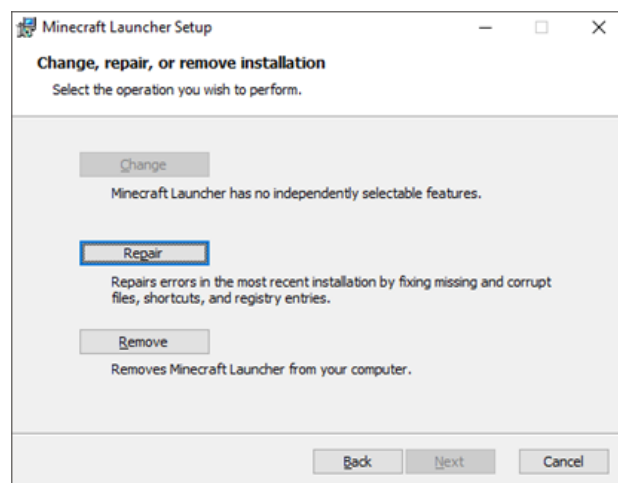 Minecraft Launcher Setup
Change, repair, or remove installation
Select the operation you wish to perform.
Change
Minecraft Launcher has no independently selectable features.
Repair
Repairs errors in the most recent installation by fixing missing and corrupt
files, shortcuts, and registry entries.
Remove
Removes Minecraft Launcher from your computer.
Back Next Cancel